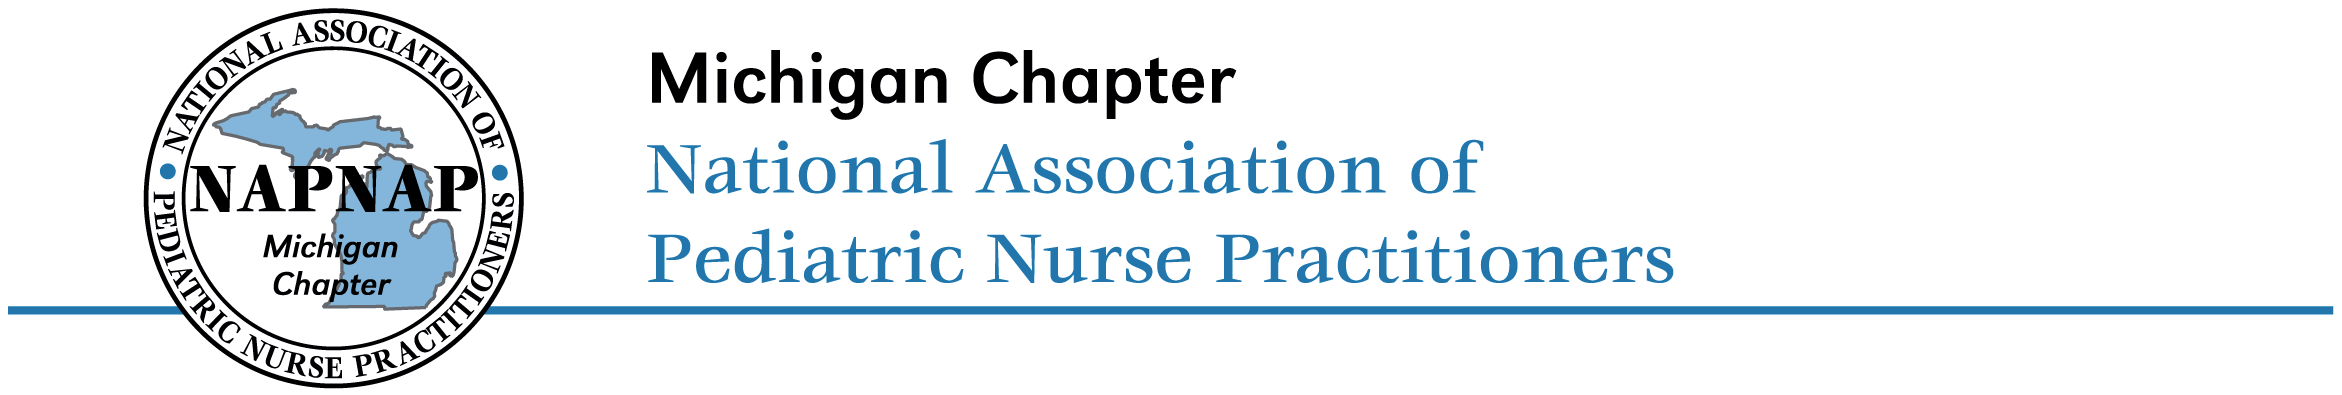 NATIONAL ASSOCIATION OF
NAPNAP
Michigan
Chapter
PEDIATRIC NURSE PRACTITIONERS
Michigan Chapter
National Association of
Pediatric Nurse Practitioners